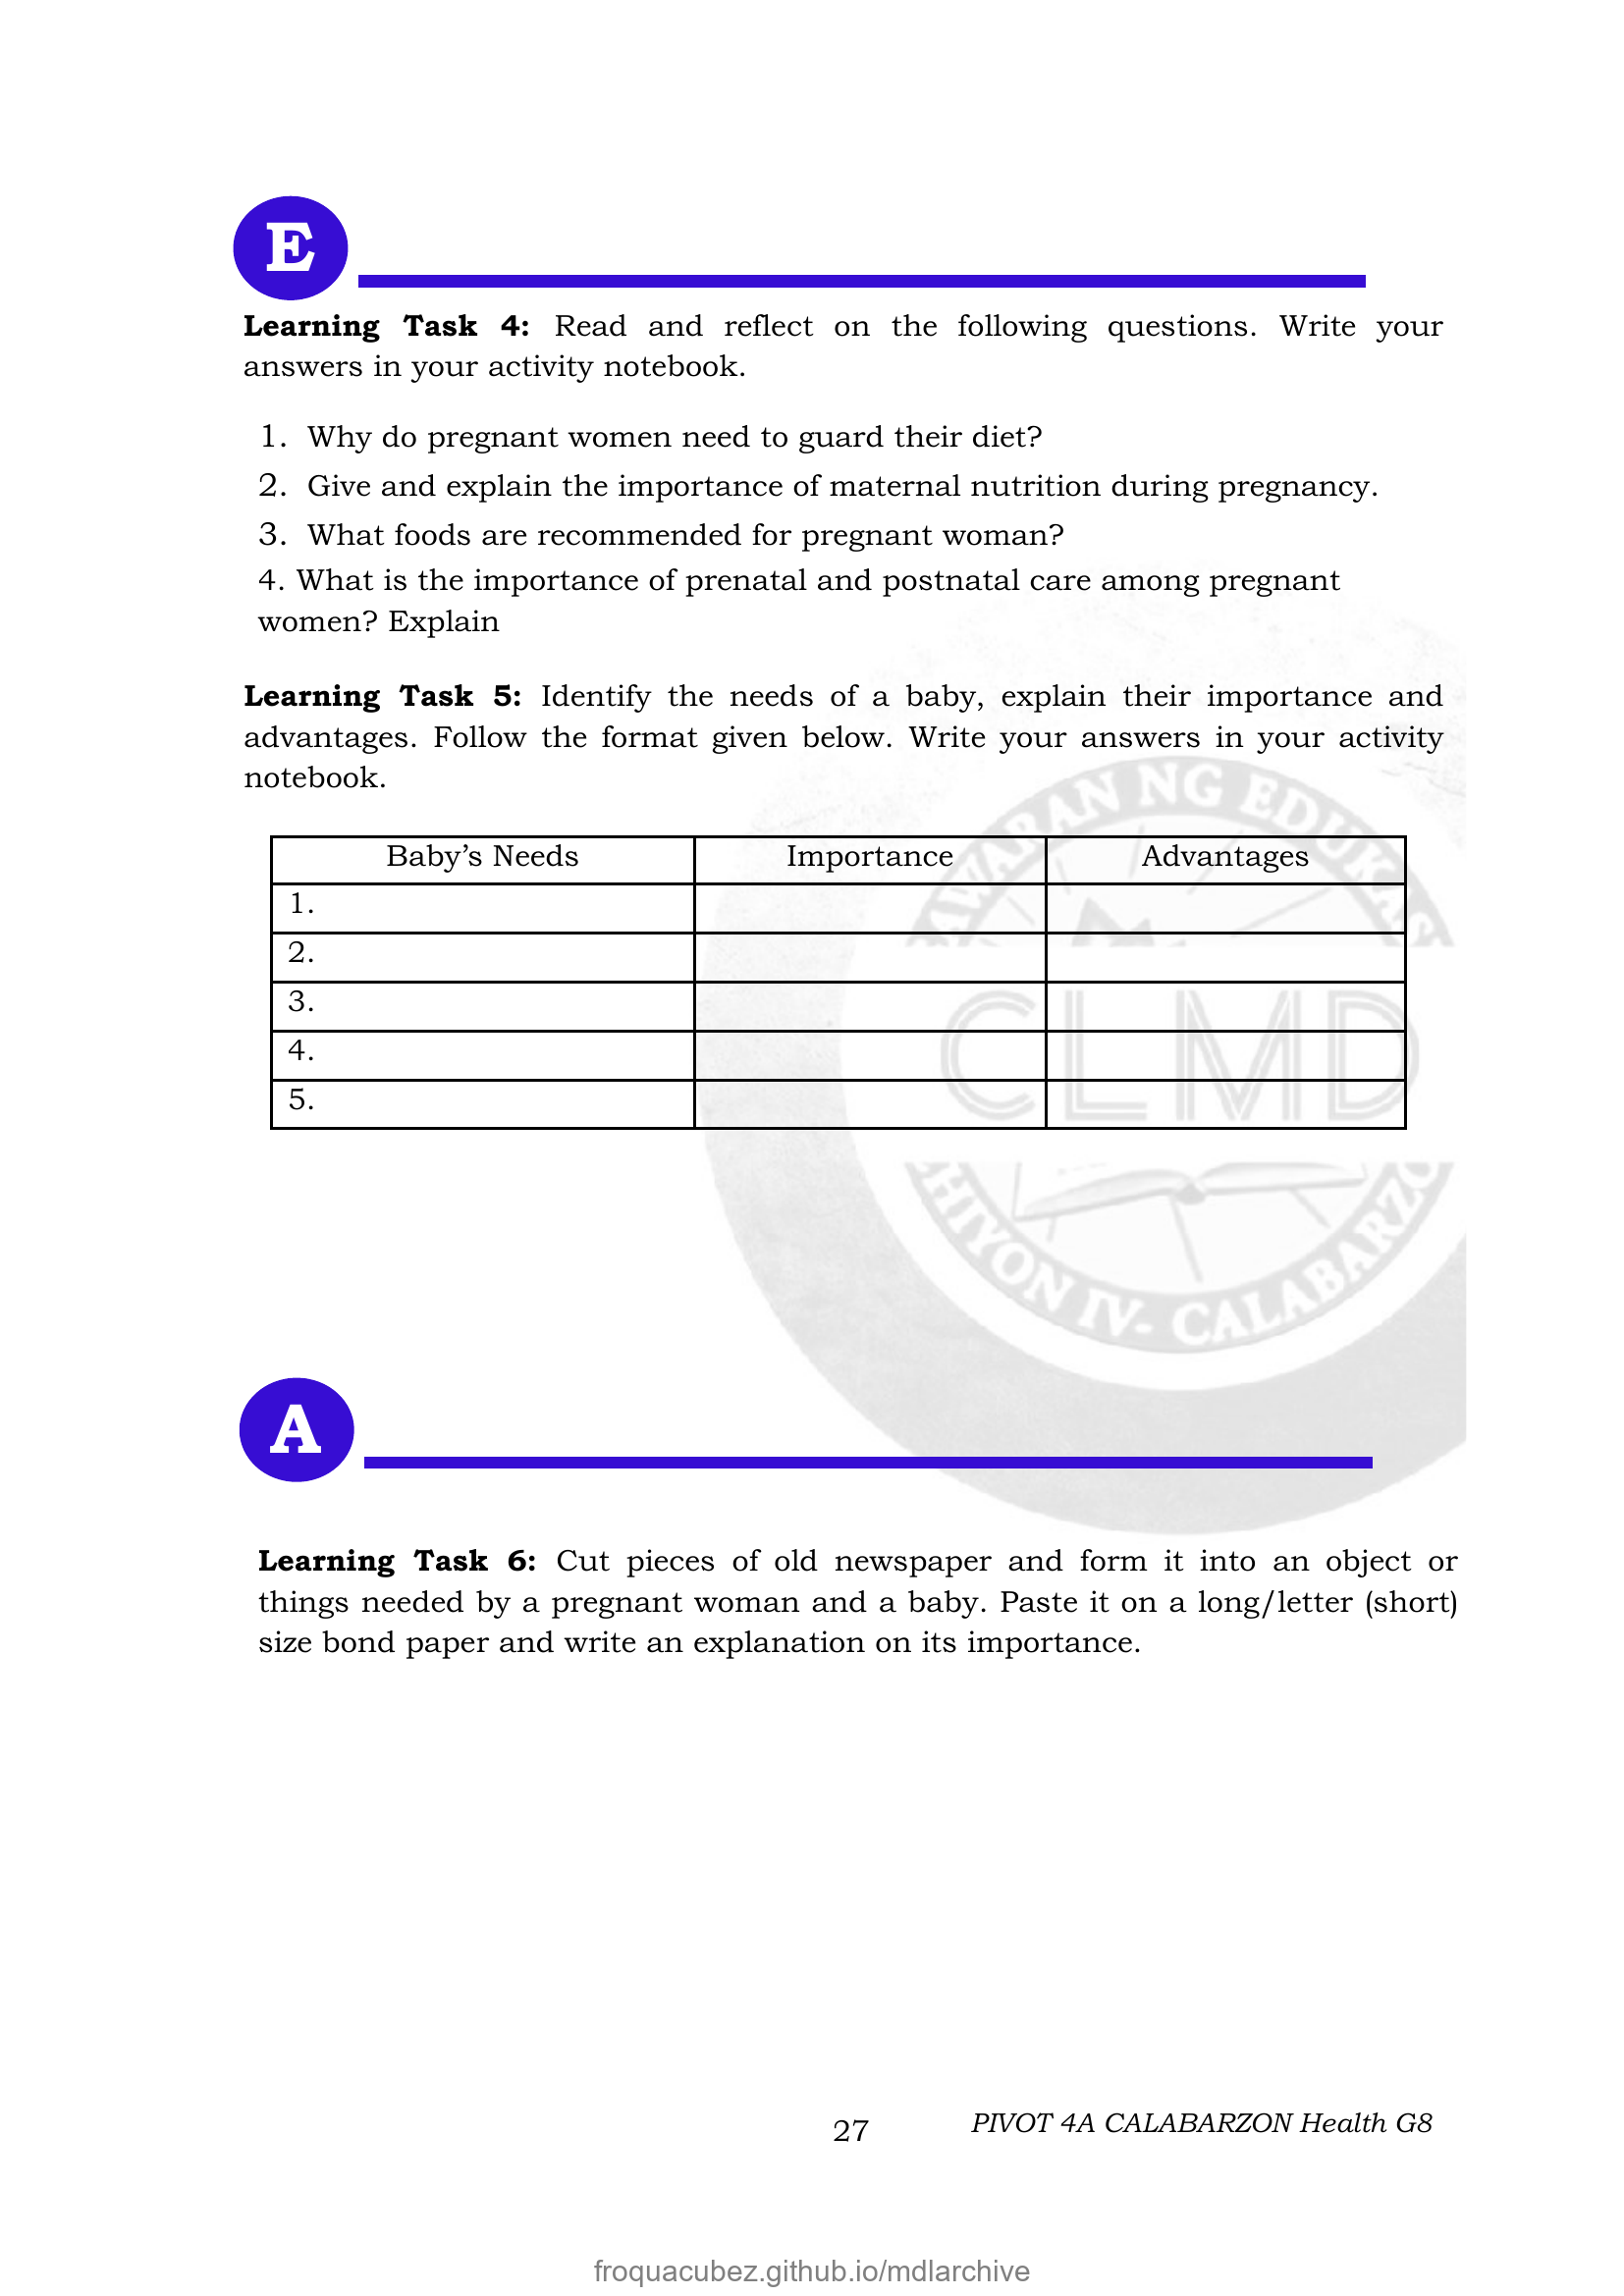 E
Learning Task 4: Read and reflect on the following questions. Write your
answers in your activity notebook.
1. Why do pregnant women need to guard their diet?
2. Give and explain the importance of maternal nutrition during pregnancy.
3. What foods are recommended for pregnant woman?
4. What is the importance of prenatal and postnatal care among pregnant
women? Explain
Learning Task 5: Identify the needs of a baby, explain their importance and
advantages. Follow the format given below. Write your answers in your activity
notebook.
Baby's Needs Importance Advantages
1.
2.
3.
4.
5.
CLMD
A
Learning Task 6: Cut pieces of old newspaper and form it into an object or
things needed by a pregnant woman and a baby. Paste it on a long/letter (short)
size bond paper and write an explanation on its importance.
27 PIVOT 4A CALABARZON Health G8
froquacubez.github.io/mdlarchive